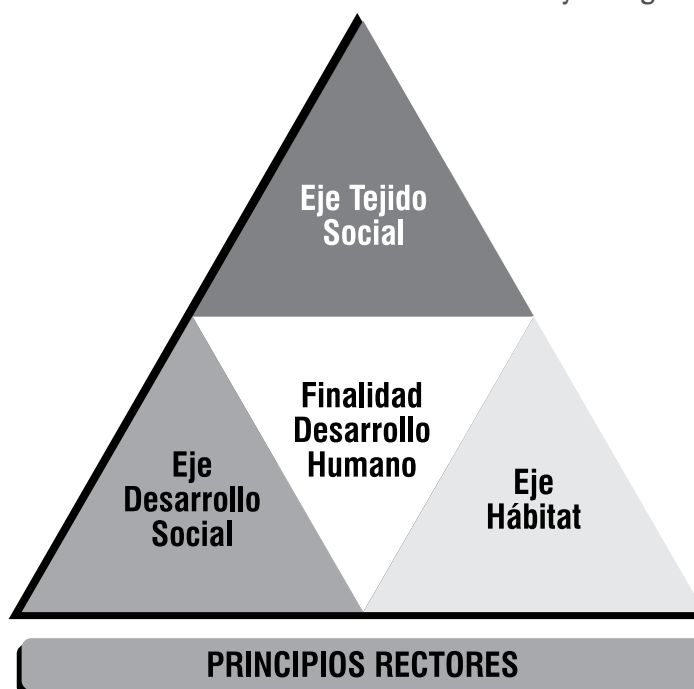 Eje Tejido
Social
Finalidad
Desarrollo
Humano
Eje
Desarrollo
Social
Eje
Hábitat
PRINCIPIOS RECTORES